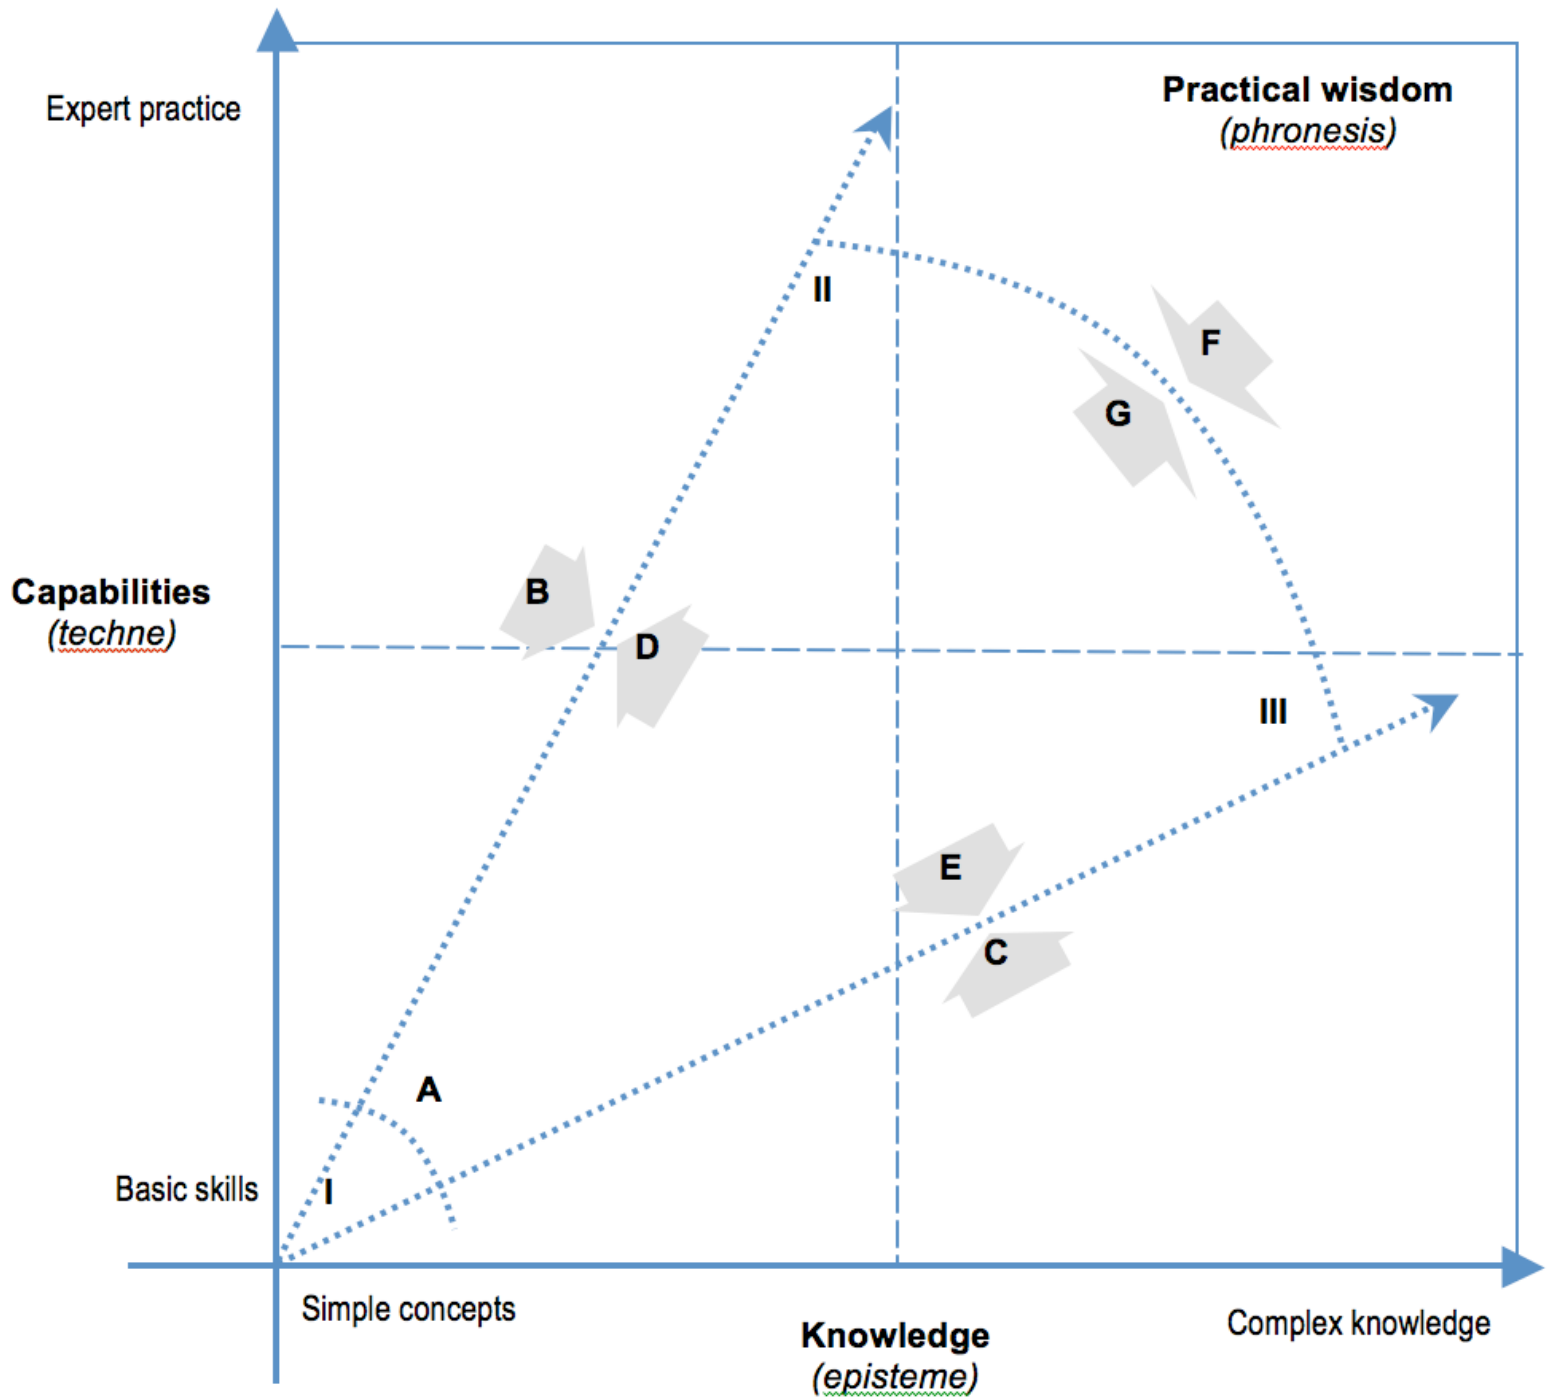 Expert practice
Practical wisdom
(phronesis)
II
F
G
Capabilities
(techne)
B
D
III
E
C
A
Basic skills
I
Simple concepts
Knowledge
(episteme)
Complex knowledge